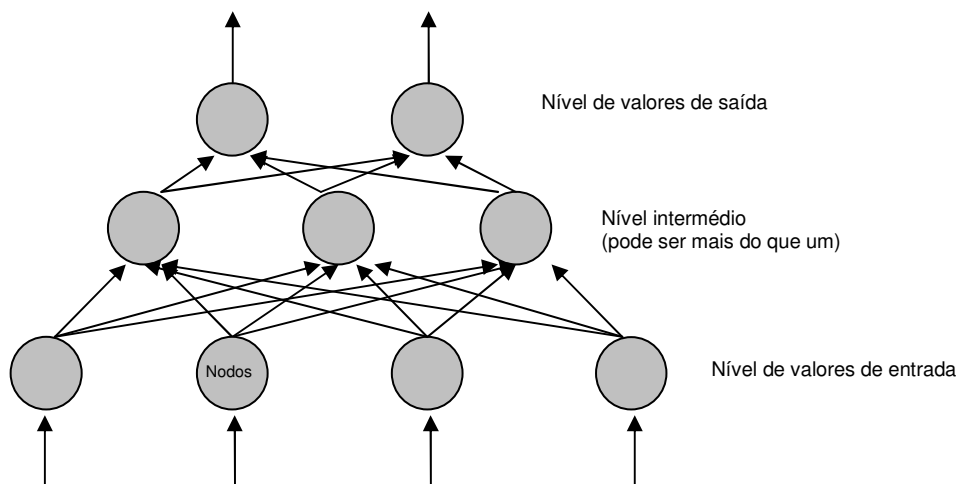 Nível de valores de saída
Nível intermédio
(pode ser mais do que um)
Nodos
Nível de valores de entrada